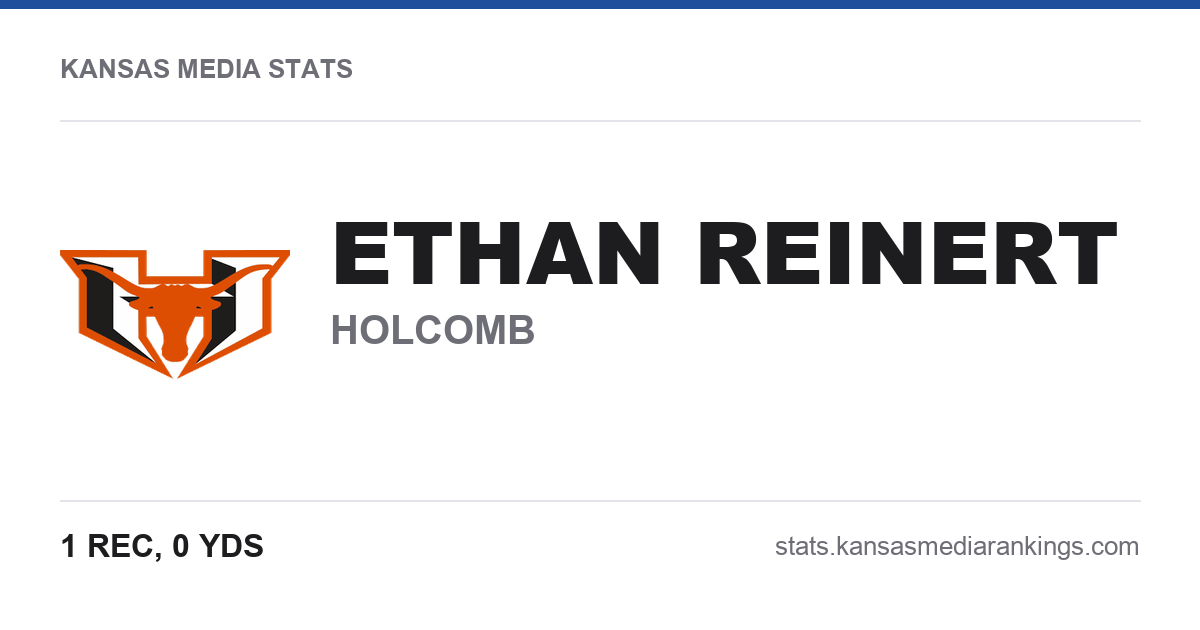 KANSAS MEDIA STATS
ETHAN REINERT
HOLCOMB
1 REC, 0 YDS
stats.kansasmediarankings.com